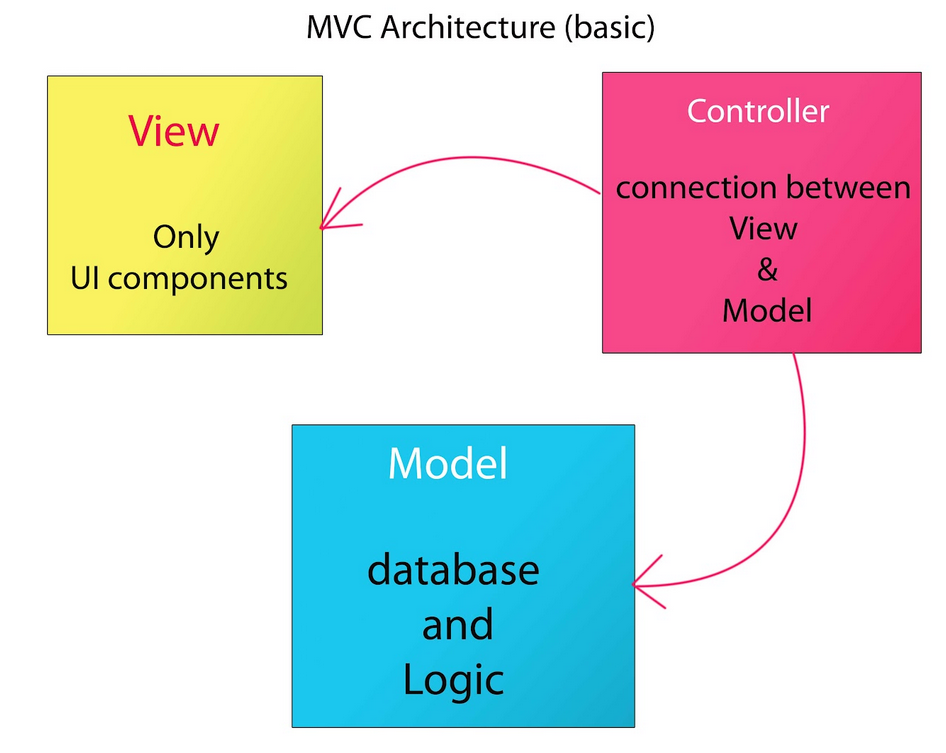 MVC Architecture (basic)
View
Only
UI components
Controller
connection between
View
&
Model
Model
database
and
Logic